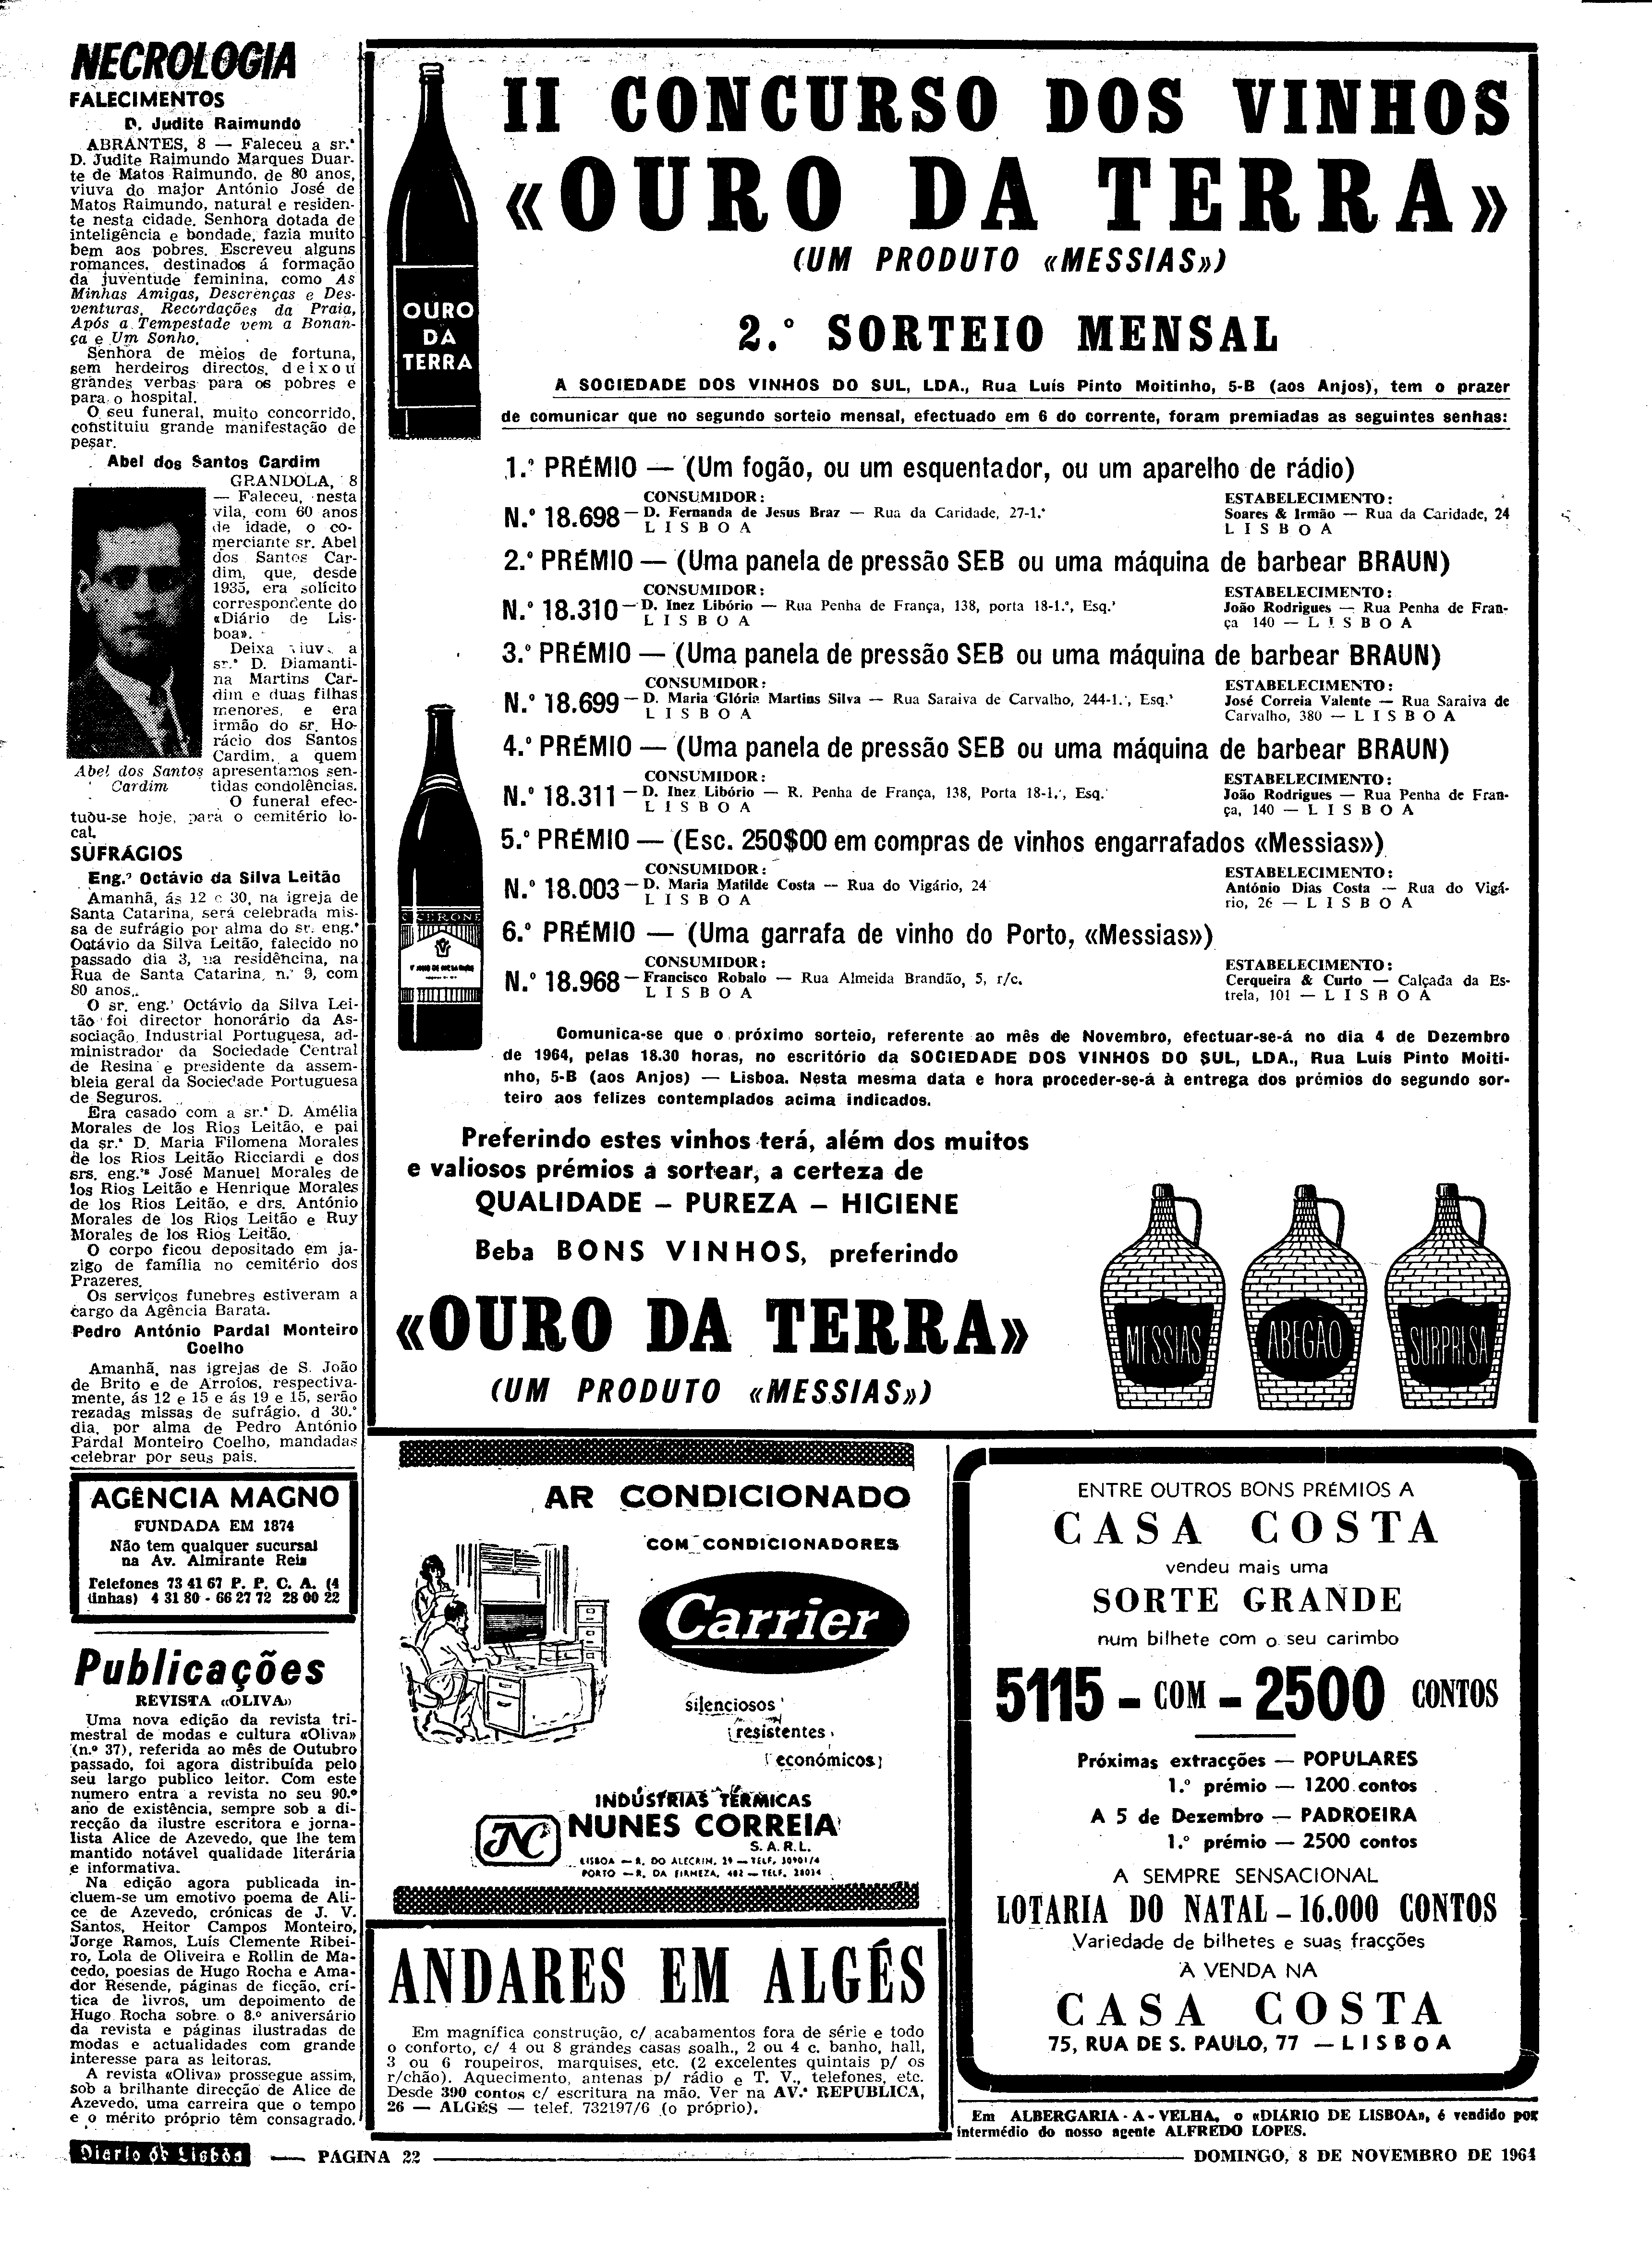 NECROLOGIA
FALECIMENTOS
D. Judite Raimundo
ABRANTES, 8 — Faleceu a sr.ª
D. Judite Raimundo Marques Duar-
te de Matos Raimundo, de 80 anos,
viuva do major António José de
Matos Raimundo, natural e residen-
te nesta cidade. Senhora dotada de
inteligência e bondade, fazia muito
bem aos pobres. Escreveu alguns
romances, destinados á formação
da juventude feminina, como As
Minhas Amigas, Descrenças e Des-
venturas, Recordações da Praia,
Após a Tempestade vem a Bonan-
ça e Um Sonho.
Senhora de meios de fortuna,
sem herdeiros directos, deixou
grandes verbas para os pobres e
para o hospital.
O seu funeral, muito concorrido,
constituiu grande manifestação de
pesar.
Abel dos Santos Cardim
GRANDOLA, 8
— Faleceu, nesta
vila, com 60 anos
de idade, o co-
merciante sr. Abel
dos Santos Car-
dim, que, desde
1935, era solícito
correspondente do
«Diário de Lis-
boa».
Deixa viuva a
sr.ª D. Diamanti-
na Martins Car-
dim e duas filhas
menores, e era
irmão do sr. Ho-
rácio dos Santos
Cardim, a quem
apresentamos sen-
tidas condolências.
Abel dos Santos
Cardim
O funeral efec-
tuou-se hoje, para o cemitério lo-
cal.
SUFRÁGIOS
Eng.º Octávio da Silva Leitão
Amanhã, ás 12 e 30, na igreja de
Santa Catarina, será celebrada mis-
sa de sufrágio por alma do sr. eng.º
Octávio da Silva Leitão, falecido no
passado dia 3, na residêncina, na
Rua de Santa Catarina, n.º 9, com
80 anos.
O sr. eng.º Octávio da Silva Lei-
tão foi director honorário da As-
sociação Industrial Portuguesa, ad-
ministrador da Sociedade Central
de Resina e presidente da assem-
bleia geral da Sociedade Portuguesa
de Seguros.
Era casado com a sr.ª D. Amélia
Morales de los Rios Leitão, e pai
da sr.ª D. Maria Filomena Morales
de los Rios Leitão Ricciardi e dos
srs. eng.ºs José Manuel Morales de
los Rios Leitão e Henrique Morales
de los Rios Leitão, e drs. António
Morales de los Rios Leitão e Ruy
Morales de los Rios Leitão.
O corpo ficou depositado em ja-
zigo de família no cemitério dos
Prazeres.
Os serviços funebres estiveram a
cargo da Agência Barata.
Pedro António Pardal Monteiro
Coelho
Amanhã, nas igrejas de S. João
de Brito e de Arroios, respectiva-
mente, ás 12 e 15 e ás 19 e 15, serão
rezadas missas de sufrágio, d 30.º
dia, por alma de Pedro António
Pardal Monteiro Coelho, mandadas
celebrar por seus pais.
AGÊNCIA MAGNO
FUNDADA EM 1874
Não tem qualquer sucursal
na Av. Almirante Reis
Telefones 73 41 67 P. P. C. A. (4
linhas) 4 31 80 - 66 27 72 28 00 22
Publicações
REVISTA «OLIVA»
Uma nova edição da revista tri-
mestral de modas e cultura «Oliva»
(n.º 37), referida ao mês de Outubro
passado, foi agora distribuída pelo
seu largo publico leitor. Com este
numero entra a revista no seu 90.º
ano de existência, sempre sob a di-
recção da ilustre escritora e jorna-
lista Alice de Azevedo, que lhe tem
mantido notável qualidade literária
e informativa.
Na edição agora publicada in-
cluem-se um emotivo poema de Ali-
ce de Azevedo, crónicas de J. V.
Santos, Heitor Campos Monteiro,
Jorge Ramos, Luís Clemente Ribei-
ro, Lola de Oliveira e Rollin de Ma-
cedo, poesias de Hugo Rocha e Ama-
dor Resende, páginas de ficção, crí-
tica de livros, um depoimento de
Hugo Rocha sobre o 8.º aniversário
da revista e páginas ilustradas de
modas e actualidades com grande
interesse para as leitoras.
A revista «Oliva» prossegue assim,
sob a brilhante direcção de Alice de
Azevedo, uma carreira que o tempo
e o mérito próprio têm consagrado.
II CONCURSO DOS VINHOS
«OURO DA TERRA»
(UM PRODUTO «MESSIAS»)
OURO
DA
TERRA
2.º SORTEIO MENSAL
A SOCIEDADE DOS VINHOS DO SUL, LDA., Rua Luís Pinto Moitinho, 5-B (aos Anjos), tem o prazer
de comunicar que no segundo sorteio mensal, efectuado em 6 do corrente, foram premiadas as seguintes senhas:
1.º PRÉMIO — (Um fogão, ou um esquentador, ou um aparelho de rádio)
CONSUMIDOR: ESTABELECIMENTO:
N.º 18.698 — D. Fernanda de Jesus Braz — Rua da Caridade, 27-1.º Soares & Irmão — Rua da Caridade, 24
LISBOA LISBOA
2.º PRÉMIO — (Uma panela de pressão SEB ou uma máquina de barbear BRAUN)
CONSUMIDOR: ESTABELECIMENTO:
N.º 18.310 — D. Inez Libório — Rua Penha de França, 138, porta 18-1.º, Esq.º João Rodrigues — Rua Penha de Fran-
LISBOA ça 140 — LISBOA
3.º PRÉMIO — (Uma panela de pressão SEB ou uma máquina de barbear BRAUN)
CONSUMIDOR: ESTABELECIMENTO:
N.º 18.699 — D. Maria Glória Martins Silva — Rua Saraiva de Carvalho, 244-1.º, Esq.º José Correia Valente — Rua Saraiva de
LISBOA Carvalho, 380 — LISBOA
4.º PRÉMIO — (Uma panela de pressão SEB ou uma máquina de barbear BRAUN)
CONSUMIDOR: ESTABELECIMENTO:
N.º 18.311 — D. Inez Libório — R. Penha de França, 138, Porta 18-1.º, Esq.º João Rodrigues — Rua Penha de Fran-
LISBOA ça, 140 — LISBOA
5.º PRÉMIO — (Esc. 250$00 em compras de vinhos engarrafados «Messias»)
CONSUMIDOR: ESTABELECIMENTO:
N.º 18.003 — D. Maria Matilde Costa — Rua do Vigário, 24 António Dias Costa — Rua do Vigá-
LISBOA rio, 26 — LISBOA
6.º PRÉMIO — (Uma garrafa de vinho do Porto, «Messias»)
CONSUMIDOR: ESTABELECIMENTO:
N.º 18.968 — Francisco Robalo — Rua Almeida Brandão, 5, r/c. Cerqueira & Curto — Calçada da Es-
LISBOA trela, 101 — LISBOA
CICERONE
Comunica-se que o próximo sorteio, referente ao mês de Novembro, efectuar-se-á no dia 4 de Dezembro
de 1964, pelas 18.30 horas, no escritório da SOCIEDADE DOS VINHOS DO SUL, LDA., Rua Luís Pinto Moiti-
nho, 5-B (aos Anjos) — Lisboa. Nesta mesma data e hora proceder-se-á à entrega dos prémios do segundo sor-
teiro aos felizes contemplados acima indicados.
Preferindo estes vinhos terá, além dos muitos
e valiosos prémios a sortear, a certeza de
QUALIDADE – PUREZA – HIGIENE
Beba BONS VINHOS, preferindo
«OURO DA TERRA»
(UM PRODUTO «MESSIAS»)
MESSIAS ABEGÃO SURPRESA
AR CONDICIONADO
COM CONDICIONADORES
Carrier
silenciosos
resistentes
económicos
INDÚSTRIAS TÉRMICAS
NC NUNES CORREIA
S.A.R.L.
LISBOA — R. DO ALECRIM, 29 — TELF. 30901/4
PORTO — R. DA FIRMEZA, 482 — TELF. 28034
ANDARES EM ALGÉS
Em magnífica construção, c/ acabamentos fora de série e todo
o conforto, c/ 4 ou 8 grandes casas soalh., 2 ou 4 c. banho, hall,
3 ou 6 roupeiros, marquises, etc. (2 excelentes quintais p/ os
r/chão). Aquecimento, antenas p/ rádio e T. V., telefones, etc.
Desde 390 contos c/ escritura na mão. Ver na AV.ª REPUBLICA,
26 — ALGÉS — telef. 732197/6 (o próprio).
ENTRE OUTROS BONS PRÉMIOS A
CASA COSTA
vendeu mais uma
SORTE GRANDE
num bilhete com o seu carimbo
5115 – COM – 2500 CONTOS
Próximas extracções — POPULARES
1.º prémio — 1200 contos
A 5 de Dezembro — PADROEIRA
1.º prémio — 2500 contos
A SEMPRE SENSACIONAL
LOTARIA DO NATAL – 16.000 CONTOS
Variedade de bilhetes e suas fracções
À VENDA NA
CASA COSTA
75, RUA DE S. PAULO, 77 — LISBOA
Em ALBERGARIA-A-VELHA, o «DIÁRIO DE LISBOA», é vendido por
intermédio do nosso agente ALFREDO LOPES.
Diario de Lisbôa — PAGINA 22 — DOMINGO, 8 DE NOVEMBRO DE 1964